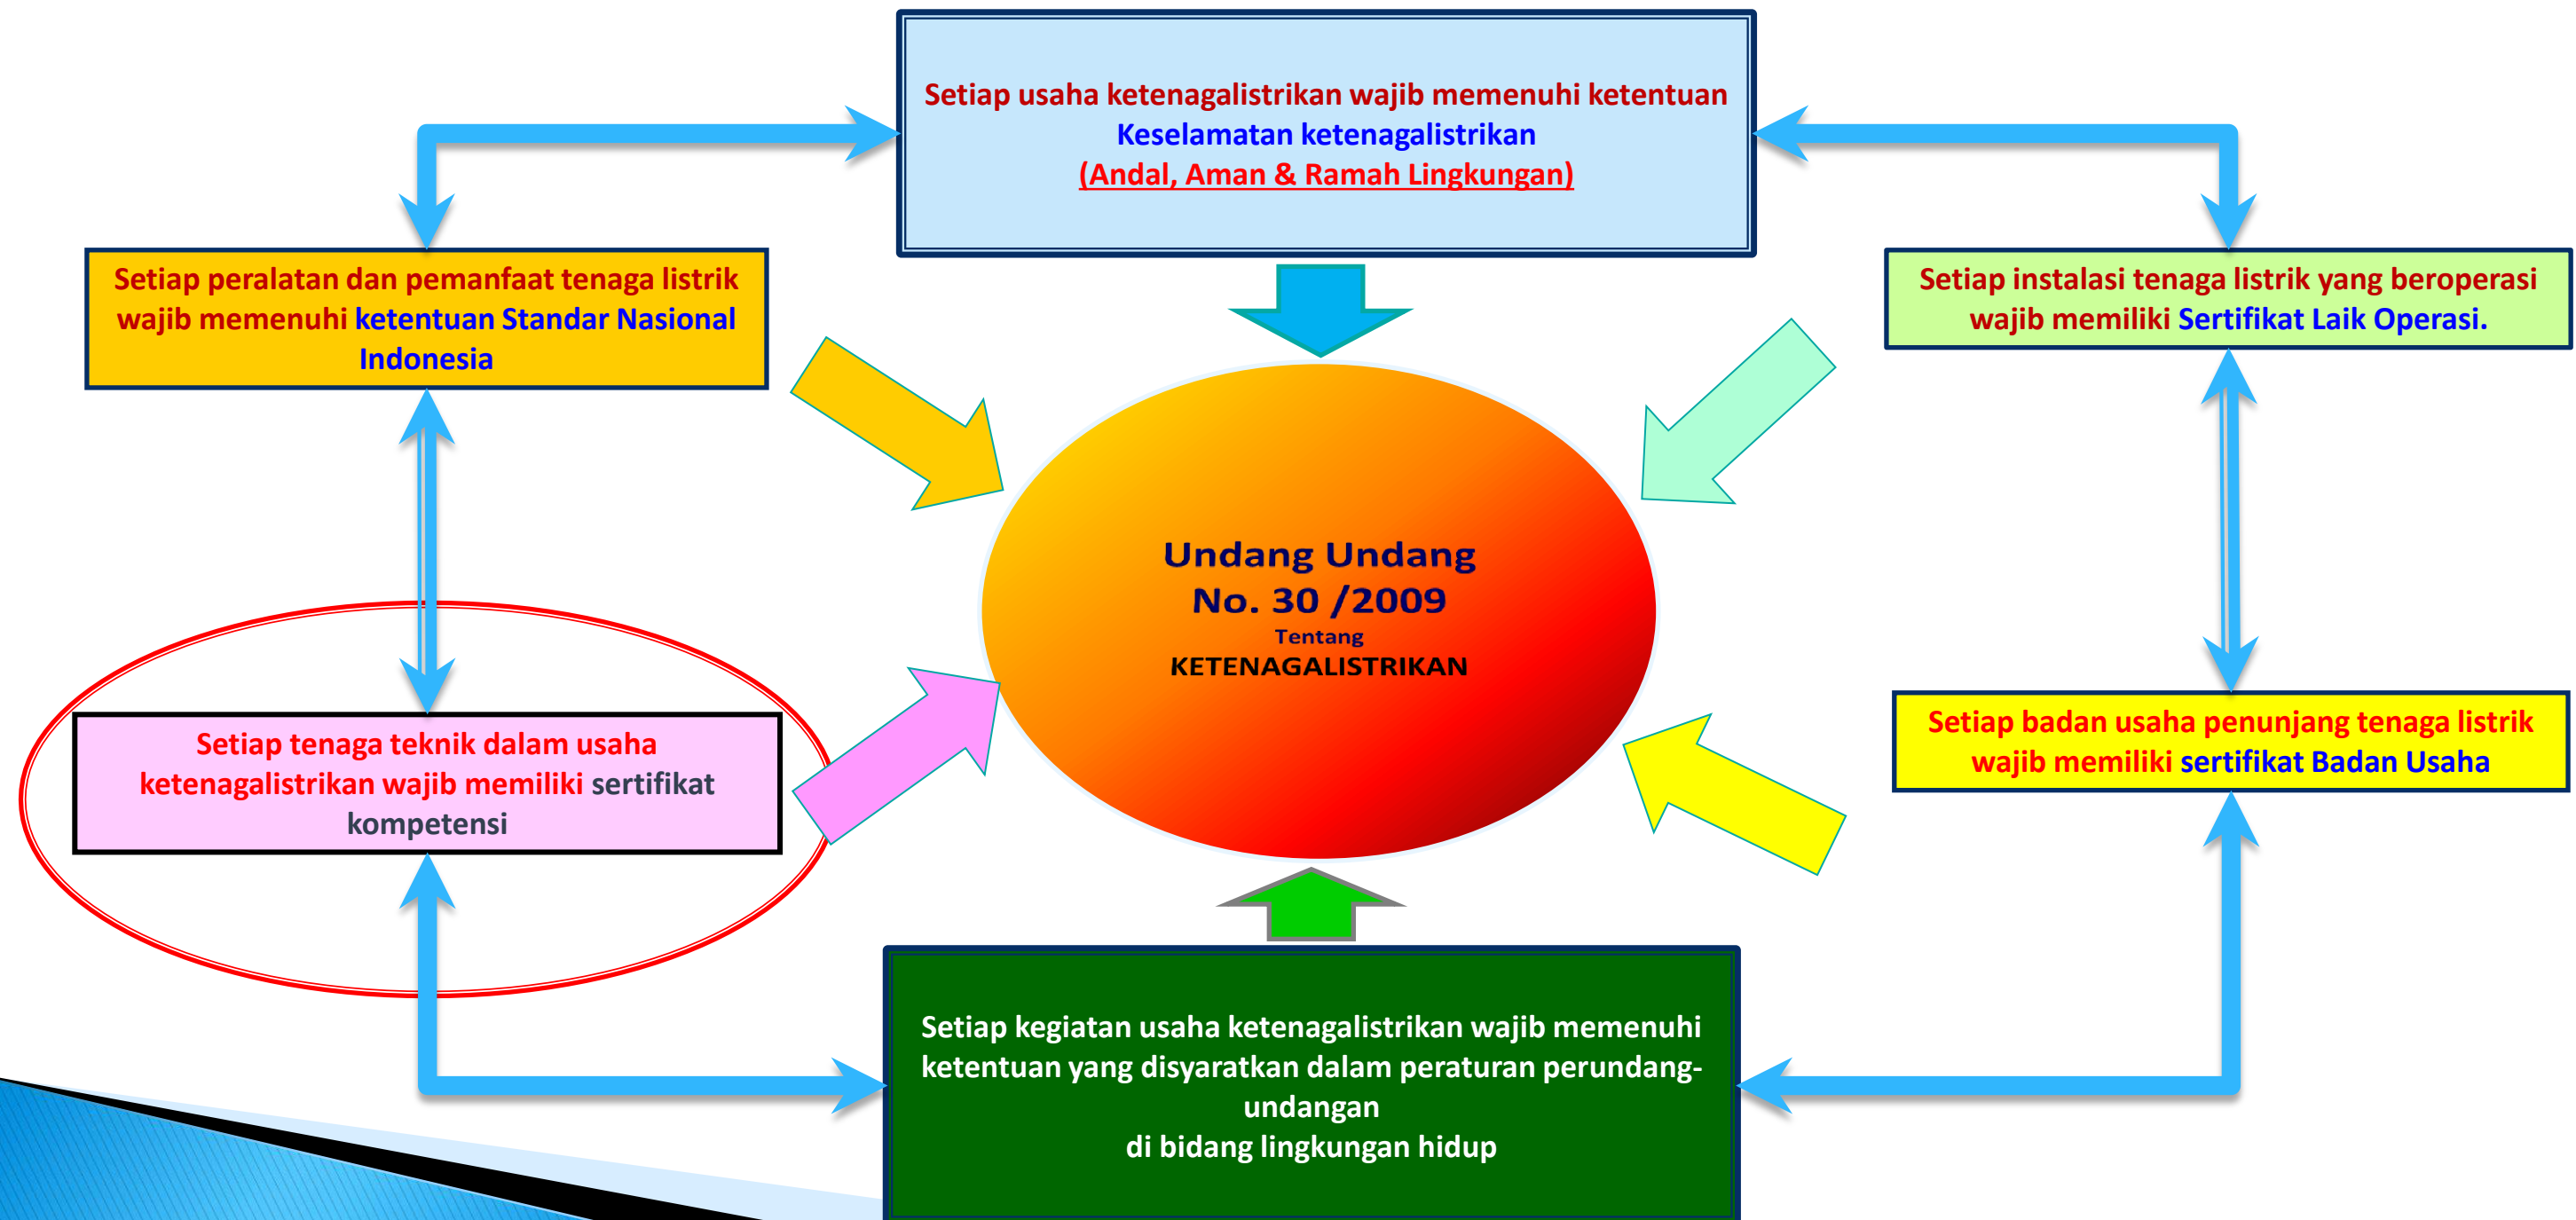 Setiap usaha ketenagalistrikan wajib memenuhi ketentuan
Keselamatan ketenagalistrikan
(Andal, Aman & Ramah Lingkungan)
Setiap peralatan dan pemanfaat tenaga listrik
wajib memenuhi ketentuan Standar Nasional
Indonesia
Setiap instalasi tenaga listrik yang beroperasi
wajib memiliki Sertifikat Laik Operasi.
Undang Undang
No. 30 /2009
Tentang
KETENAGALISTRIKAN
Setiap tenaga teknik dalam usaha
ketenagalistrikan wajib memiliki sertifikat
kompetensi
Setiap badan usaha penunjang tenaga listrik
wajib memiliki sertifikat Badan Usaha
Setiap kegiatan usaha ketenagalistrikan wajib memenuhi
ketentuan yang disyaratkan dalam peraturan perundang-
undangan
di bidang lingkungan hidup